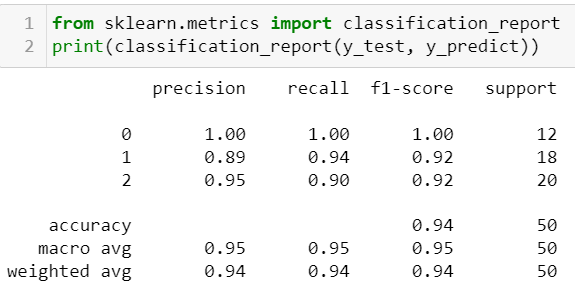 1 from sklearn.metrics import classification_report
2 print(classification_report(y_test, y_predict))
precision recall f1-score support
0 1.00 1.00 1.00 12
1 0.89 0.94 0.92 18
2 0.95 0.90 0.92 20
accuracy 0.94 50
macro avg 0.95 0.95 0.95 50
weighted avg 0.94 0.94 0.94 50